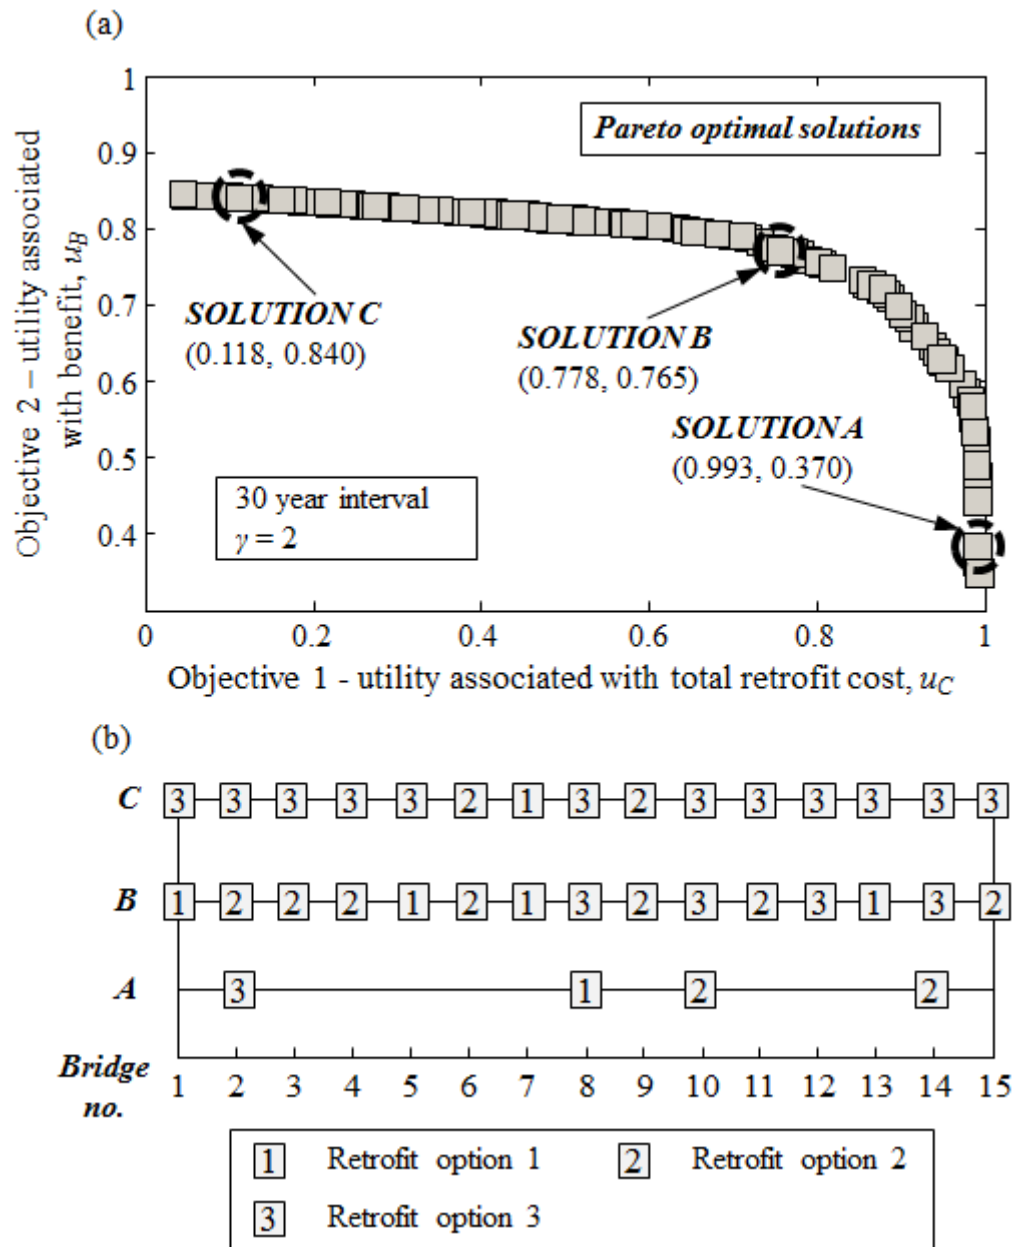 (a)
Objective 2 – utility associated
with benefit, u_B
1
0.9
0.8
0.7
0.6
0.5
0.4
Pareto optimal solutions
SOLUTION C
(0.118, 0.840)
SOLUTION B
(0.778, 0.765)
SOLUTION A
(0.993, 0.370)
30 year interval
γ = 2
0 0.2 0.4 0.6 0.8 1
Objective 1 - utility associated with total retrofit cost, u_C
(b)
C 3 3 3 3 3 2 1 3 2 3 3 3 3 3 3
B 1 2 2 2 1 2 1 3 2 3 2 3 1 3 2
A 3 1 2 2
Bridge
no.
1 2 3 4 5 6 7 8 9 10 11 12 13 14 15
1 Retrofit option 1 2 Retrofit option 2
3 Retrofit option 3